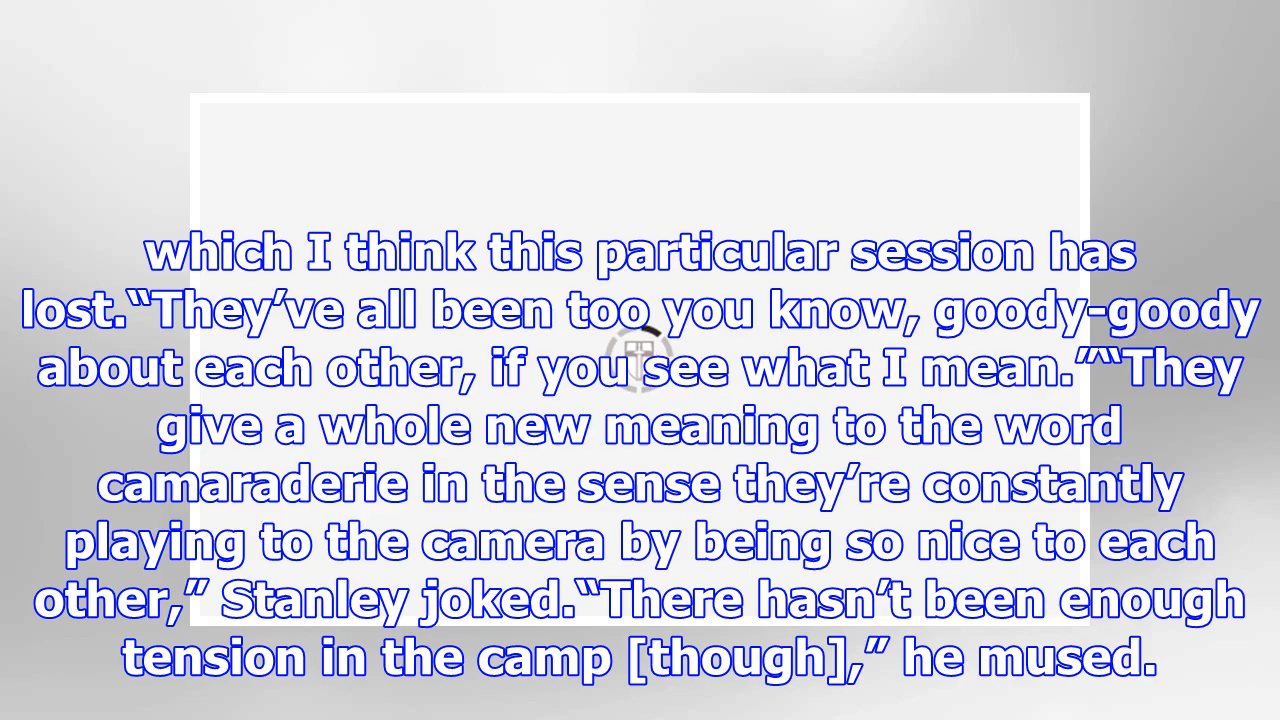 which I think this particular session has
lost.“They’ve all been too you know, goody-goody
about each other, if you see what I mean.”“They
give a whole new meaning to the word
camaraderie in the sense they’re constantly
playing to the camera by being so nice to each
other,” Stanley joked.“There hasn’t been enough
tension in the camp [though],” he mused.